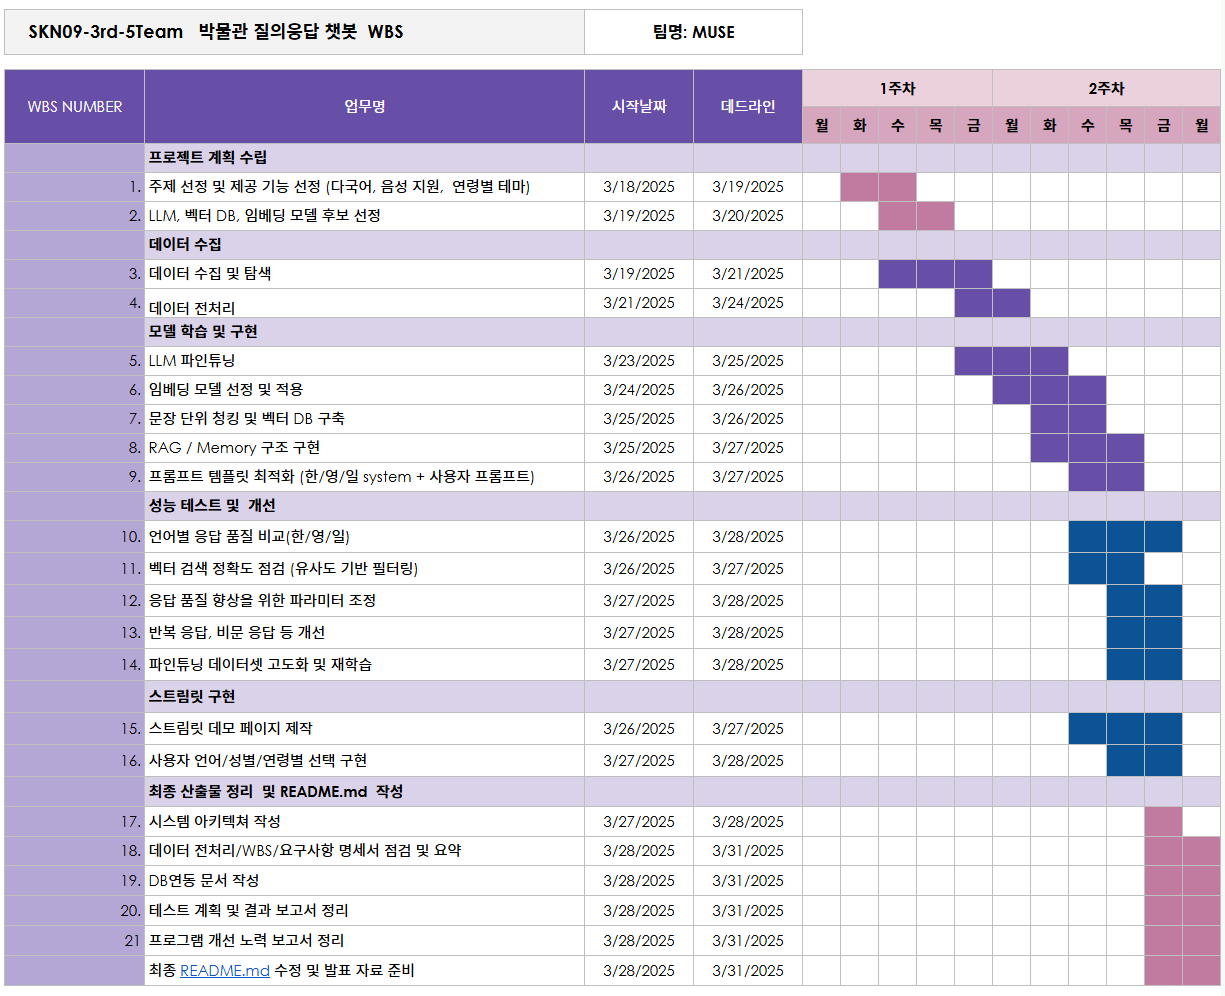 SKN09-3rd-5Team 박물관 질의응답 챗봇 WBS 팀명: MUSE
WBS NUMBER 업무명 시작날짜 데드라인 1주차 2주차
월 화 수 목 금 월 화 수 목 금 월
프로젝트 계획 수립
1. 주제 선정 및 제공 기능 선정 (다국어, 음성 지원, 연령별 테마) 3/18/2025 3/19/2025
2. LLM, 벡터 DB, 임베딩 모델 후보 선정 3/19/2025 3/20/2025
데이터 수집
3. 데이터 수집 및 탐색 3/19/2025 3/21/2025
4. 데이터 전처리 3/21/2025 3/24/2025
모델 학습 및 구현
5. LLM 파인튜닝 3/23/2025 3/25/2025
6. 임베딩 모델 선정 및 적용 3/24/2025 3/26/2025
7. 문장 단위 청킹 및 벡터 DB 구축 3/25/2025 3/26/2025
8. RAG / Memory 구조 구현 3/25/2025 3/27/2025
9. 프롬프트 템플릿 최적화 (한/영/일 system + 사용자 프롬프트) 3/26/2025 3/27/2025
성능 테스트 및 개선
10. 언어별 응답 품질 비교(한/영/일) 3/26/2025 3/28/2025
11. 벡터 검색 정확도 점검 (유사도 기반 필터링) 3/26/2025 3/27/2025
12. 응답 품질 향상을 위한 파라미터 조정 3/27/2025 3/28/2025
13. 반복 응답, 비문 응답 등 개선 3/27/2025 3/28/2025
14. 파인튜닝 데이터셋 고도화 및 재학습 3/27/2025 3/28/2025
스트림릿 구현
15. 스트림릿 데모 페이지 제작 3/26/2025 3/27/2025
16. 사용자 언어/성별/연령별 선택 구현 3/27/2025 3/28/2025
최종 산출물 정리 및 README.md 작성
17. 시스템 아키텍쳐 작성 3/27/2025 3/28/2025
18. 데이터 전처리/WBS/요구사항 명세서 점검 및 요약 3/28/2025 3/31/2025
19. DB연동 문서 작성 3/28/2025 3/31/2025
20. 테스트 계획 및 결과 보고서 정리 3/28/2025 3/31/2025
21 프로그램 개선 노력 보고서 정리 3/28/2025 3/31/2025
최종 README.md 수정 및 발표 자료 준비 3/28/2025 3/31/2025